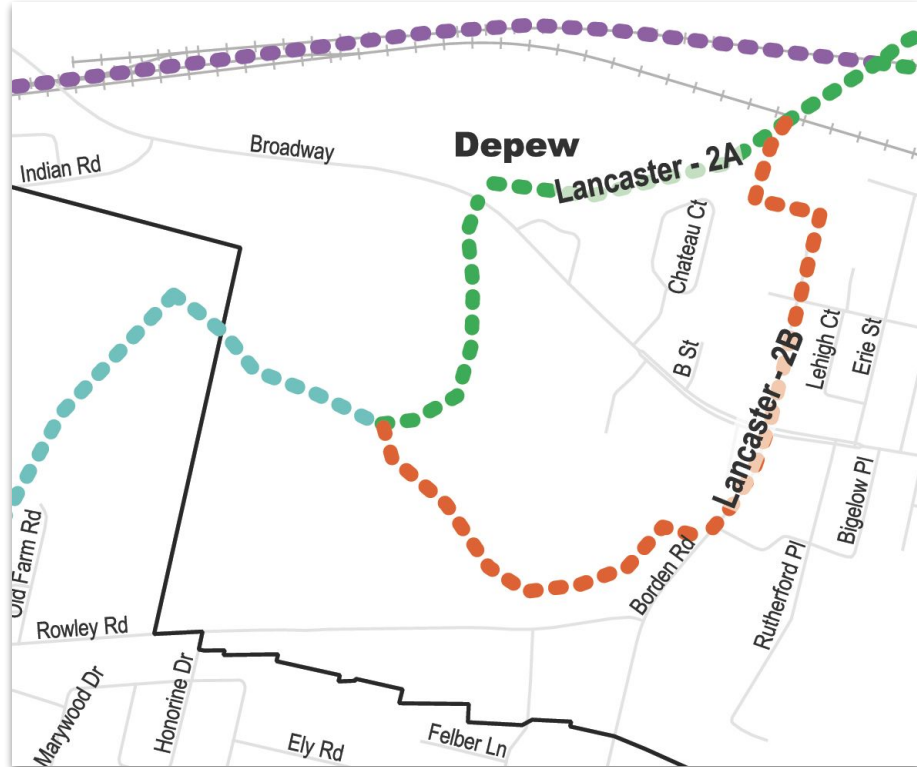 Broadway
Depew
Indian Rd
Lancaster - 2A
Chateau Ct
B St
Lehigh Ct
Erie St
Lancaster - 2B
Bigelow Pl
Old Farm Rd
Borden Rd
Rutherford Pl
Rowley Rd
Marywood Dr
Honorine Dr
Ely Rd
Felber Ln